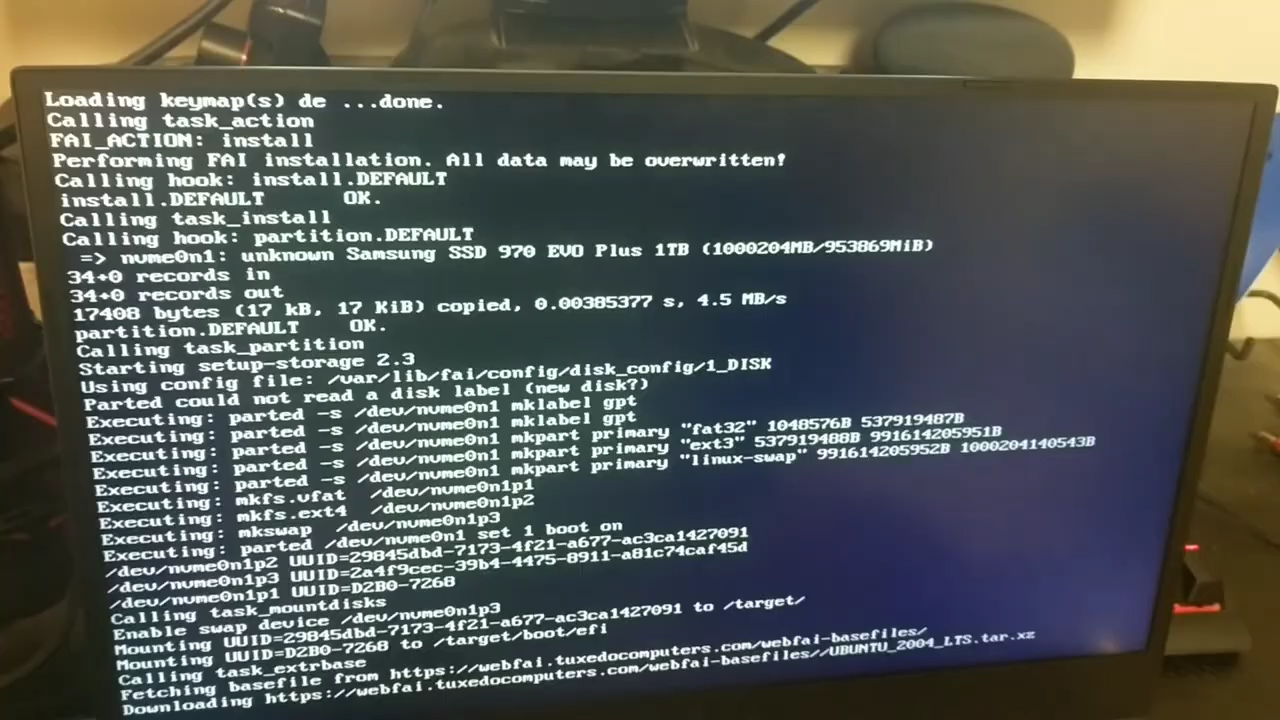 Loading keymap(s) de ...done.
Calling task_action
FAI_ACTION: install
Performing FAI installation. All data may be overwritten!
Calling hook: install.DEFAULT
install.DEFAULT      OK.
Calling task_install
Calling hook: partition.DEFAULT
=> nvme0n1: unknown Samsung SSD 970 EVO Plus 1TB (1000204MB/953869MiB)
34+0 records in
34+0 records out
17408 bytes (17 kB, 17 KiB) copied, 0.00385377 s, 4.5 MB/s
partition.DEFAULT    OK.
Calling task_partition
Starting setup-storage 2.3
Using config file: /var/lib/fai/config/disk_config/1_DISK
Parted could not read a disk label (new disk?)
Executing: parted -s /dev/nvme0n1 mklabel gpt
Executing: parted -s /dev/nvme0n1 mklabel gpt
Executing: parted -s /dev/nvme0n1 mkpart primary "fat32" 1048576B 537919487B
Executing: parted -s /dev/nvme0n1 mkpart primary "ext3" 537919488B 991614205951B
Executing: parted -s /dev/nvme0n1 mkpart primary "linux-swap" 991614205952B 1000204140543B
Executing: mkfs.vfat  /dev/nvme0n1p1
Executing: mkfs.ext4  /dev/nvme0n1p2
Executing: mkswap  /dev/nvme0n1p3
Executing: parted /dev/nvme0n1 set 1 boot on
/dev/nvme0n1p2 UUID=29845dbd-7173-4f21-a677-ac3ca1427091
/dev/nvme0n1p3 UUID=2a4f9cec-39b4-4475-8911-a81c74caf45d
/dev/nvme0n1p1 UUID=D2B0-7268
Calling task_mountdisks
Enable swap device /dev/nvme0n1p3
Mounting UUID=29845dbd-7173-4f21-a677-ac3ca1427091 to /target/
Mounting UUID=D2B0-7268 to /target/boot/efi
Calling task_extrbase
Fetching basefile from https://webfai.tuxedocomputers.com/webfai-basefiles/
Downloading https://webfai.tuxedocomputers.com/webfai-basefiles//UBUNTU_2004_LTS.tar.xz